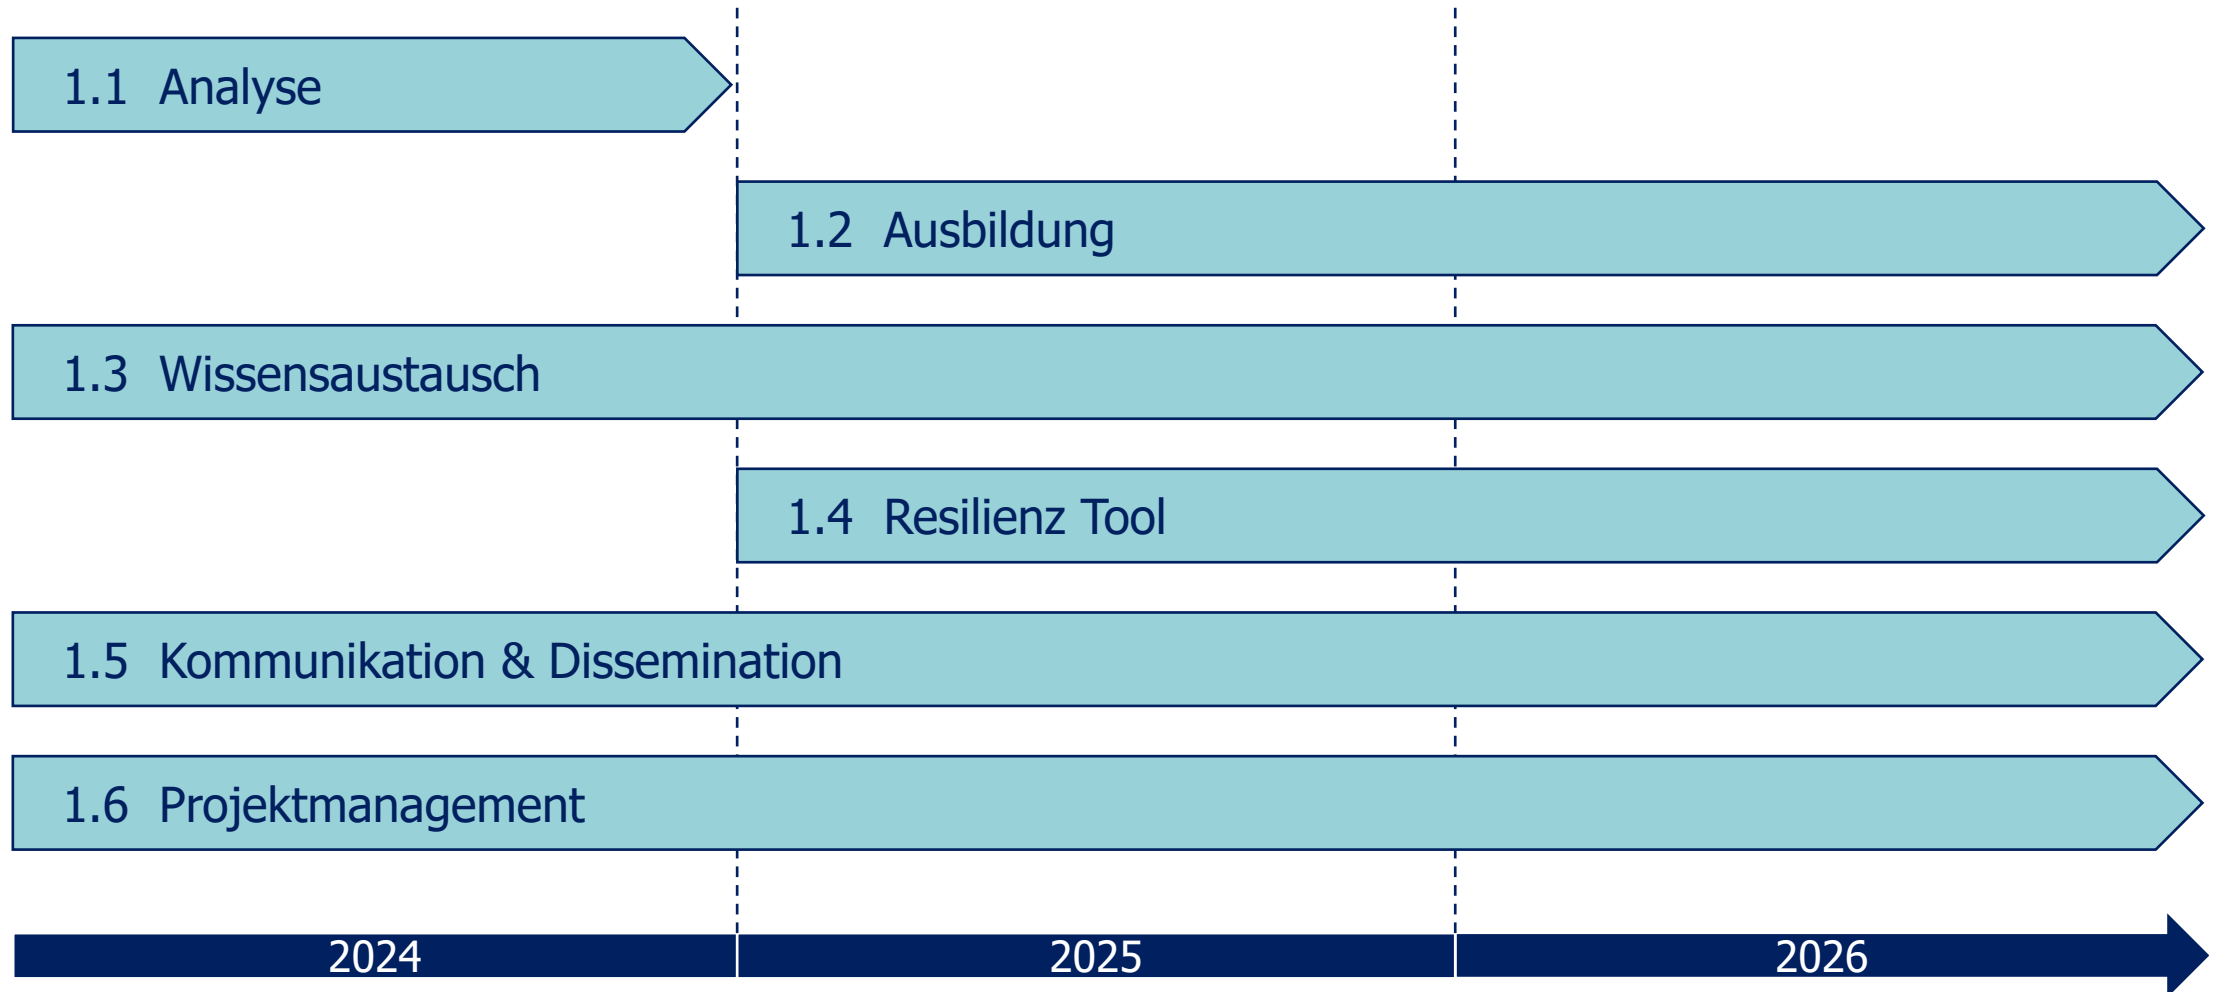 1.1 Analyse
1.2 Ausbildung
1.3 Wissensaustausch
1.4 Resilienz Tool
1.5 Kommunikation & Dissemination
1.6 Projektmanagement
2024 2025 2026